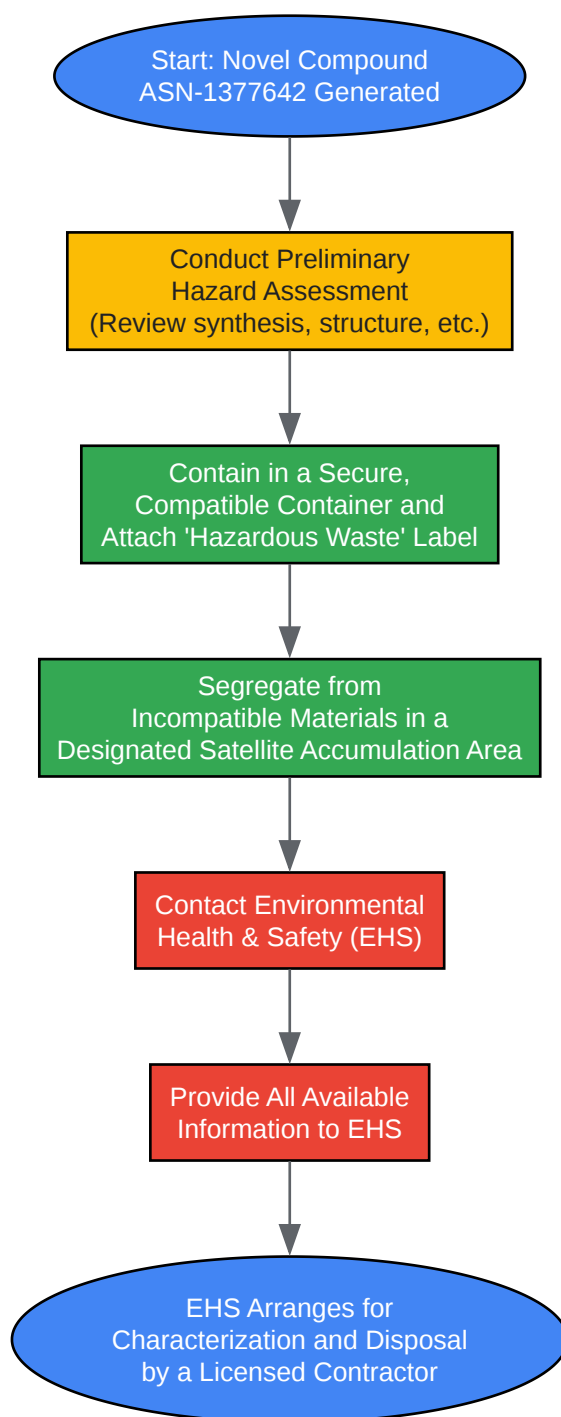 Start: Novel Compound
ASN-1377642 Generated
Conduct Preliminary
Hazard Assessment
(Review synthesis, structure, etc.)
Contain in a Secure,
Compatible Container and
Attach 'Hazardous Waste' Label
Segregate from
Incompatible Materials in a
Designated Satellite Accumulation Area
Contact Environmental
Health & Safety (EHS)
Provide All Available
Information to EHS
EHS Arranges for
Characterization and Disposal
by a Licensed Contractor